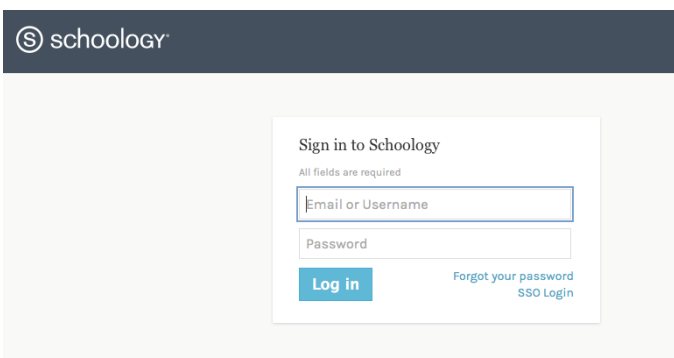 S schoology
Sign in to Schoology
All fields are required
Email or Username
Password
Log in
Forgot your password
SSO Login